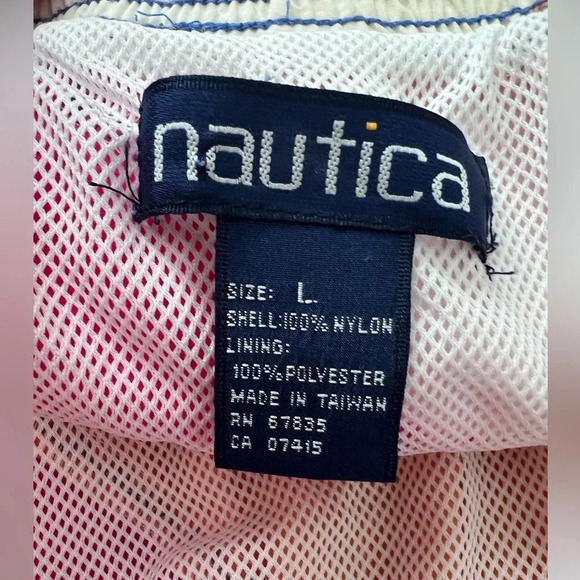 nautica
SIZE: L
SHELL:100% NYLON
LINING:
100%POLYESTER
MADE IN TAIWAN
RN 67835
CA 07415